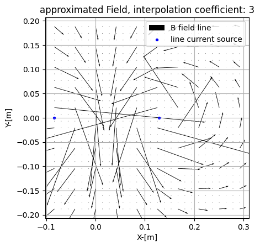 approximated Field, interpolation coefficient: 3
B field line
line current source
0.20
0.15
0.10
0.05
0.00
−0.05
−0.10
−0.15
−0.20
Y-[m]
−0.1
0.0
0.1
0.2
0.3
X-[m]